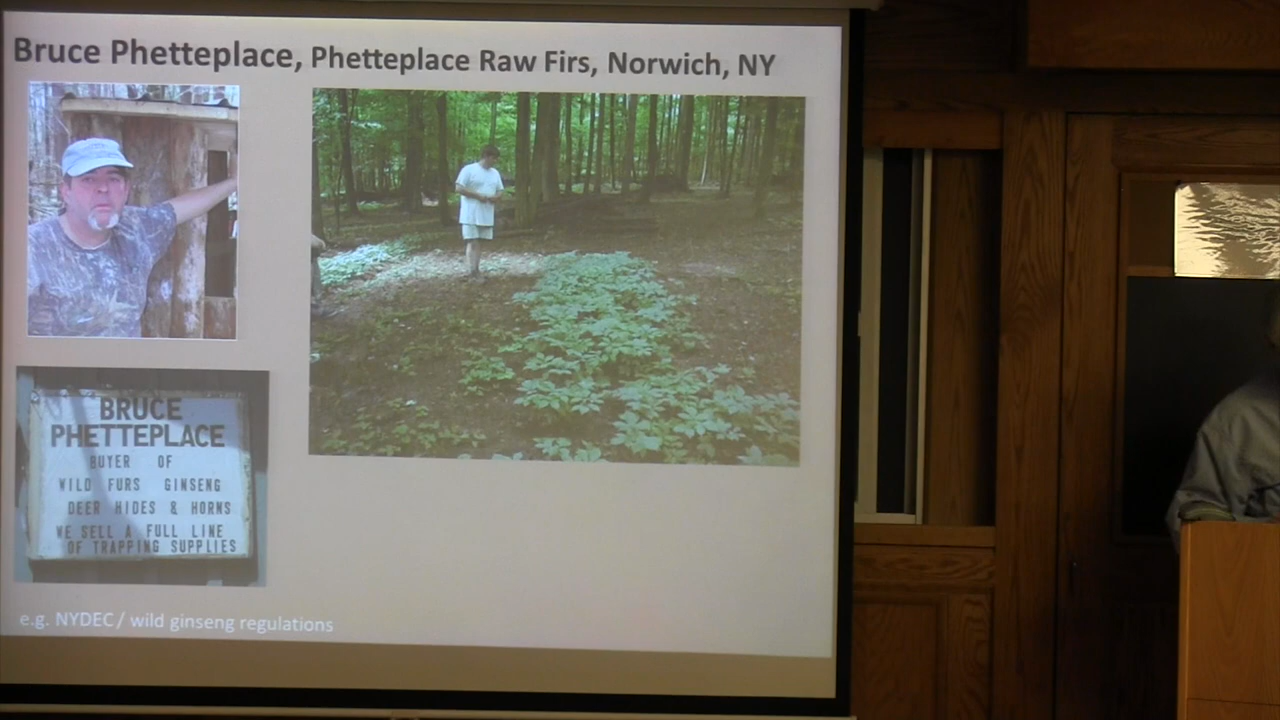 Bruce Phetteplace, Phetteplace Raw Firs, Norwich, NY
BRUCE
PHETTEPLACE
BUYER OF
WILD FURS GINSENG
DEER HIDES & HORNS
WE SELL A FULL LINE
OF TRAPPING SUPPLIES
e.g. NYDEC / wild ginseng regulations